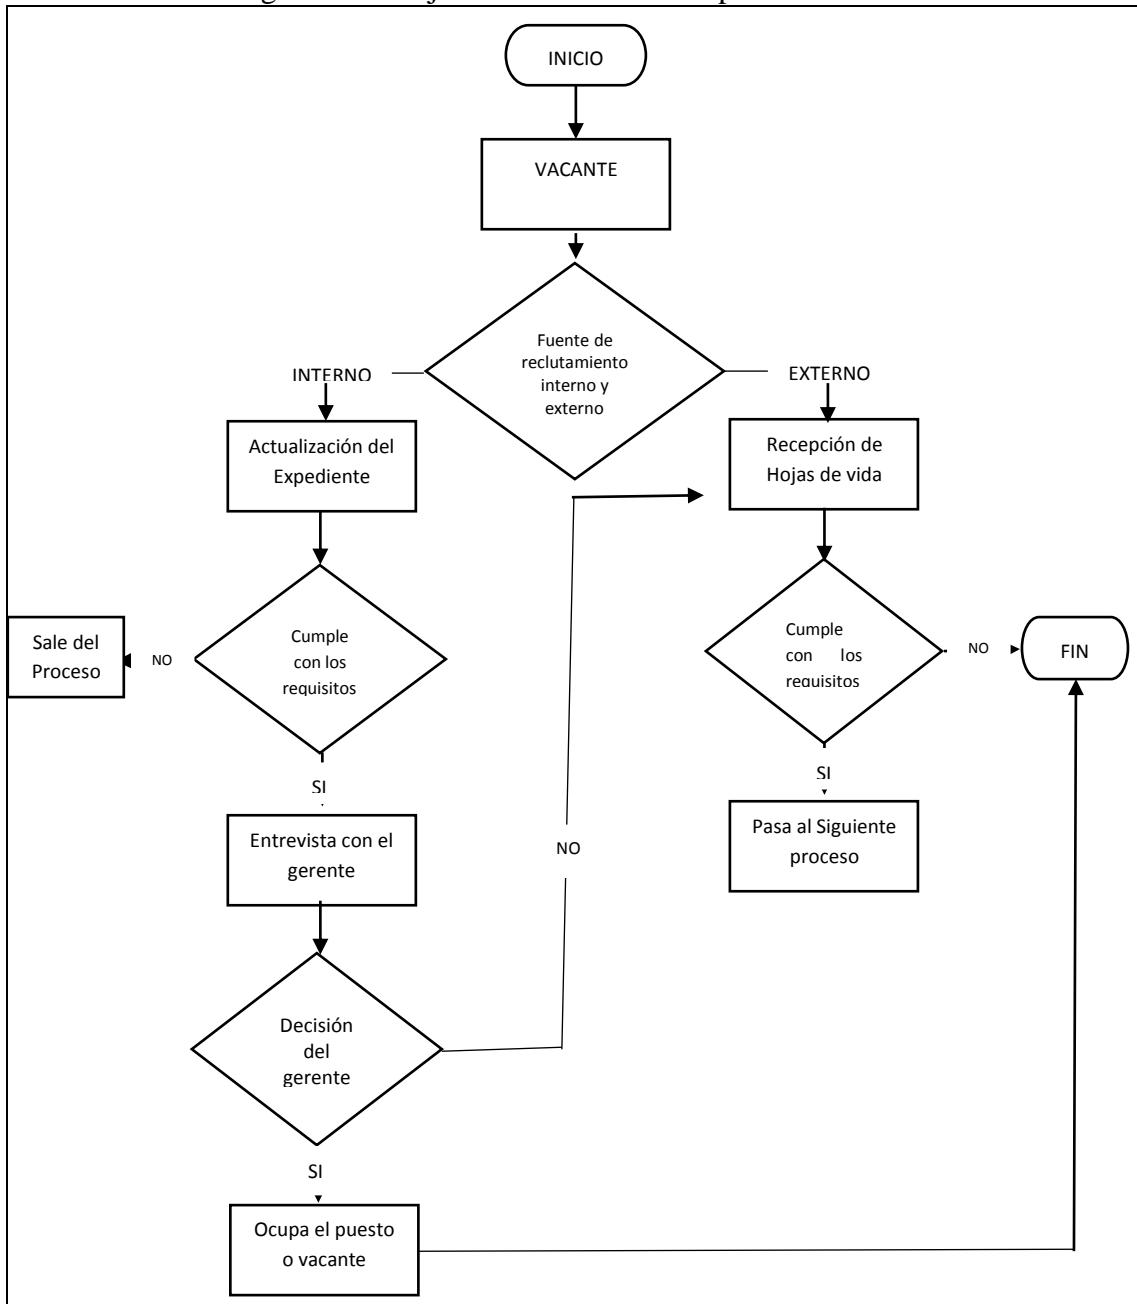 INICIO
VACANTE
Fuente de
reclutamiento
interno y
externo
INTERNO
EXTERNO
Actualización del
Expediente
Recepción de
Hojas de vida
Cumple
con los
requisitos
Cumple
con los
requisitos
Sale del
Proceso
NO
NO
FIN
SI
SI
Entrevista con el
gerente
Pasa al Siguiente
proceso
NO
Decisión
del
gerente
SI
Ocupa el puesto
o vacante